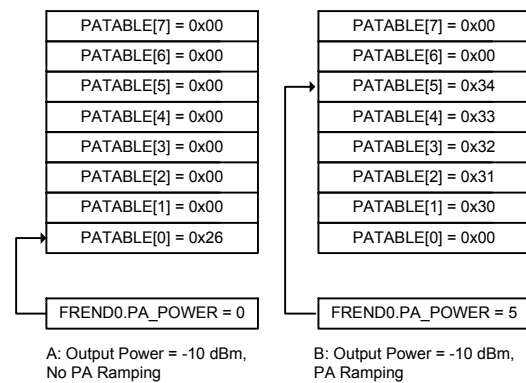 PATABLE[7] = 0x00
PATABLE[6] = 0x00
PATABLE[5] = 0x00
PATABLE[4] = 0x00
PATABLE[3] = 0x00
PATABLE[2] = 0x00
PATABLE[1] = 0x00
PATABLE[0] = 0x26
FREND0.PA_POWER = 0
A: Output Power = -10 dBm,
No PA Ramping
PATABLE[7] = 0x00
PATABLE[6] = 0x00
PATABLE[5] = 0x34
PATABLE[4] = 0x33
PATABLE[3] = 0x32
PATABLE[2] = 0x31
PATABLE[1] = 0x30
PATABLE[0] = 0x00
FREND0.PA_POWER = 5
B: Output Power = -10 dBm,
PA Ramping